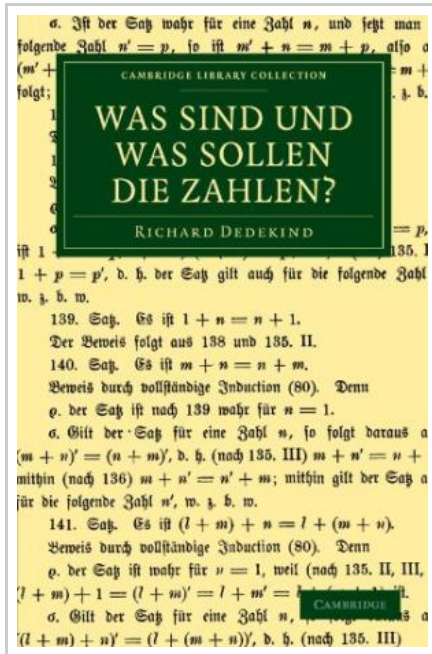 σ. Ist der Satz wahr für eine Zahl n, und setzt man
folgende Zahl n' = p, so ist m' + n = m + p, also
(m' +
= m +
folgt;
z. b.
CAMBRIDGE LIBRARY COLLECTION
WAS SIND UND
WAS SOLLEN
DIE ZAHLEN?
RICHARD DEDEKIND
= p,
ist 1
135.
1 + p = p', d. h. der Satz gilt auch für die folgende Zahl
w. z. b. w.
139. Satz. Es ist 1 + n = n + 1.
Der Beweis folgt aus 138 und 135. II.
140. Satz. Es ist m + n = n + m.
Beweis durch vollständige Induction (80). Denn
ϱ. der Satz ist nach 139 wahr für n = 1.
σ. Gilt der Satz für eine Zahl n, so folgt daraus a
(m + n)' = (n + m)', d. h. (nach 135. III) m + n' = n +
mithin (nach 136) m + n' = n' + m; mithin gilt der Satz a
für die folgende Zahl n', w. z. b. w.
141. Satz. Es ist (l + m) + n = l + (m + n).
Beweis durch vollständige Induction (80). Denn
ϱ. der Satz ist wahr für n = 1, weil (nach 135. II, III,
(l + m) + 1 = (l + m)' = l + m' =
σ. Gilt der Satz für eine Zahl n,
CAMBRIDGE
(l + m) + n)' = (l + (m + n))', d. h. (nach 135. III)